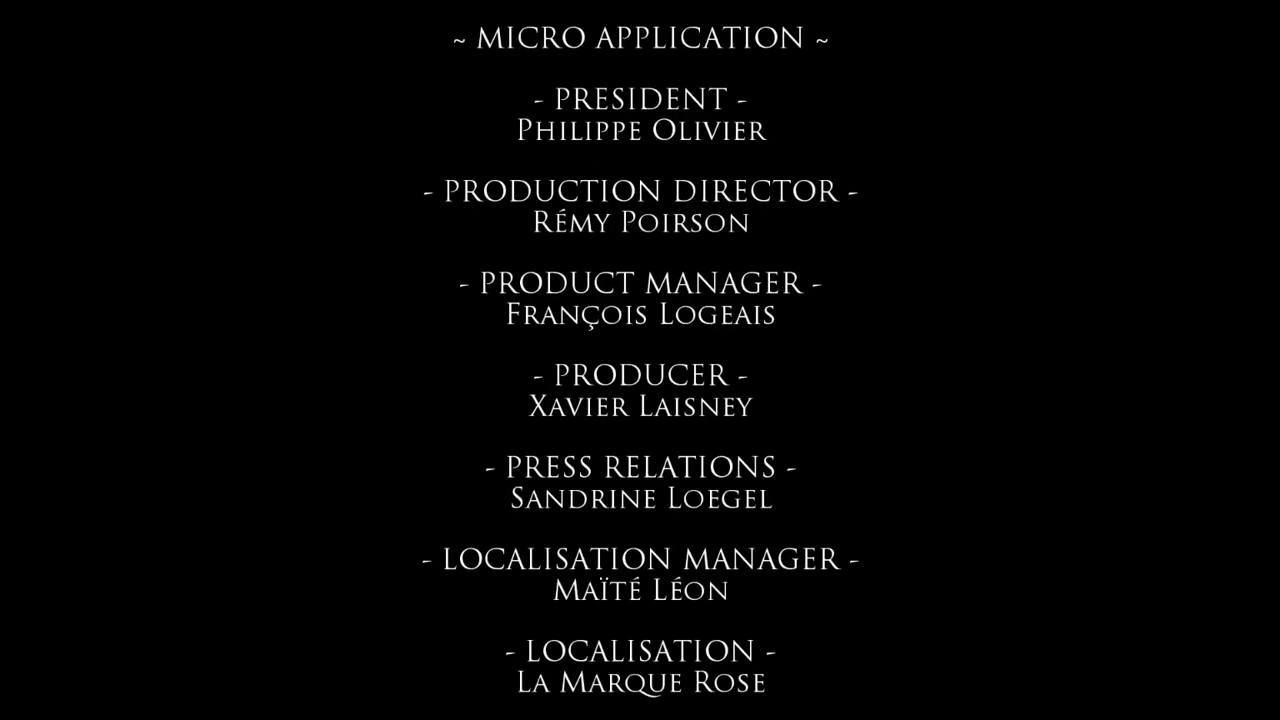 ~ MICRO APPLICATION ~
- PRESIDENT -
PHILIPPE OLIVIER
- PRODUCTION DIRECTOR -
RÉMY POIRSON
- PRODUCT MANAGER -
FRANÇOIS LOGEAIS
- PRODUCER -
XAVIER LAISNEY
- PRESS RELATIONS -
SANDRINE LOEGEL
- LOCALISATION MANAGER -
MAÏTÉ LÉON
- LOCALISATION -
LA MARQUE ROSE